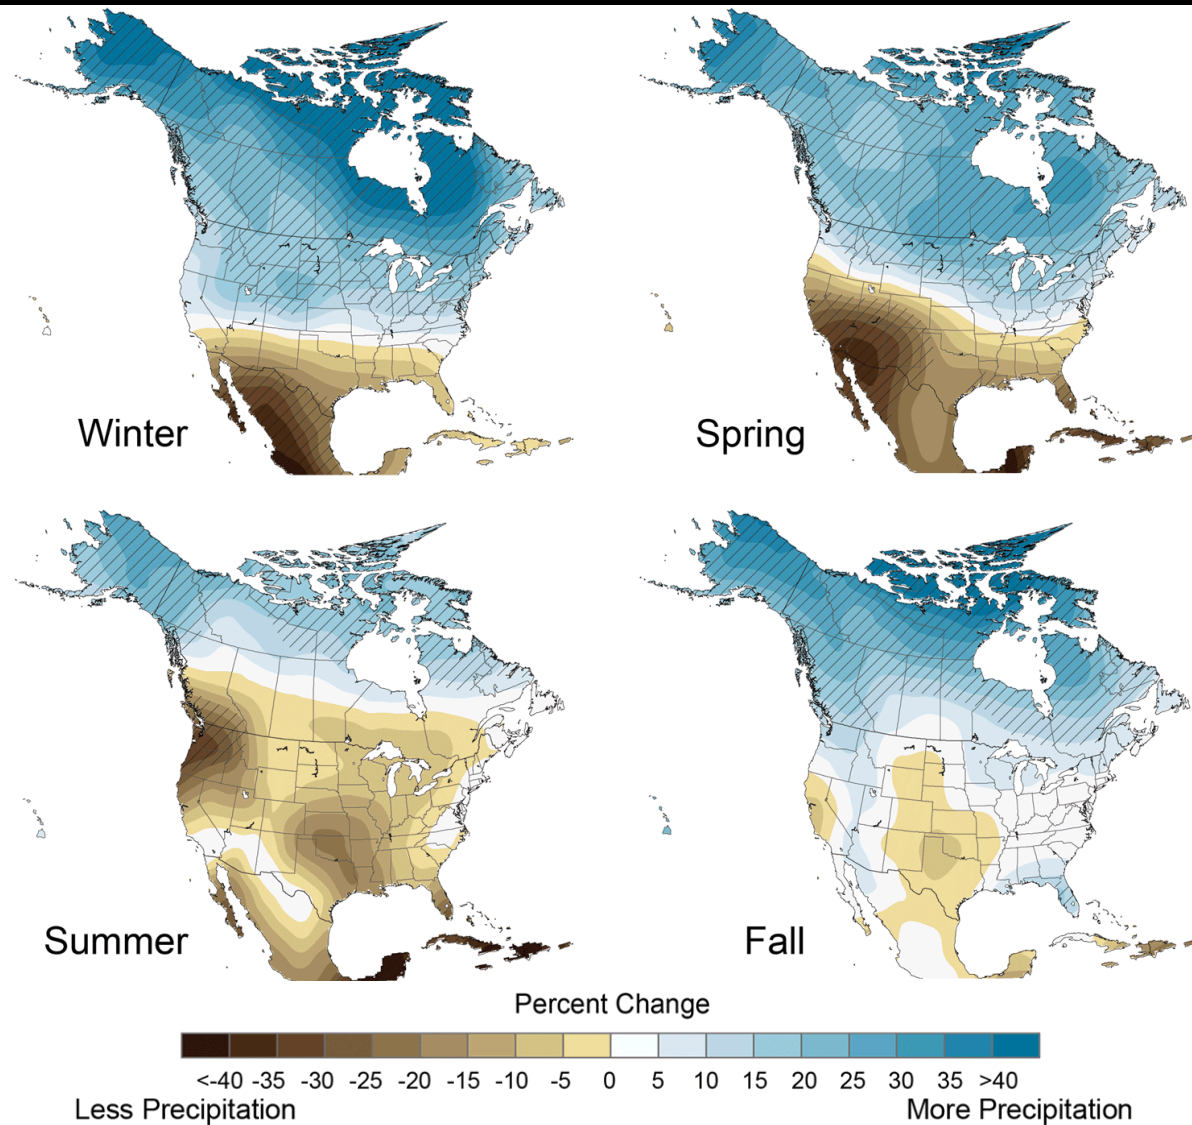 Winter
Spring
Summer
Fall
Percent Change
<-40 -35 -30 -25 -20 -15 -10 -5 0 5 10 15 20 25 30 35 >40
Less Precipitation
More Precipitation